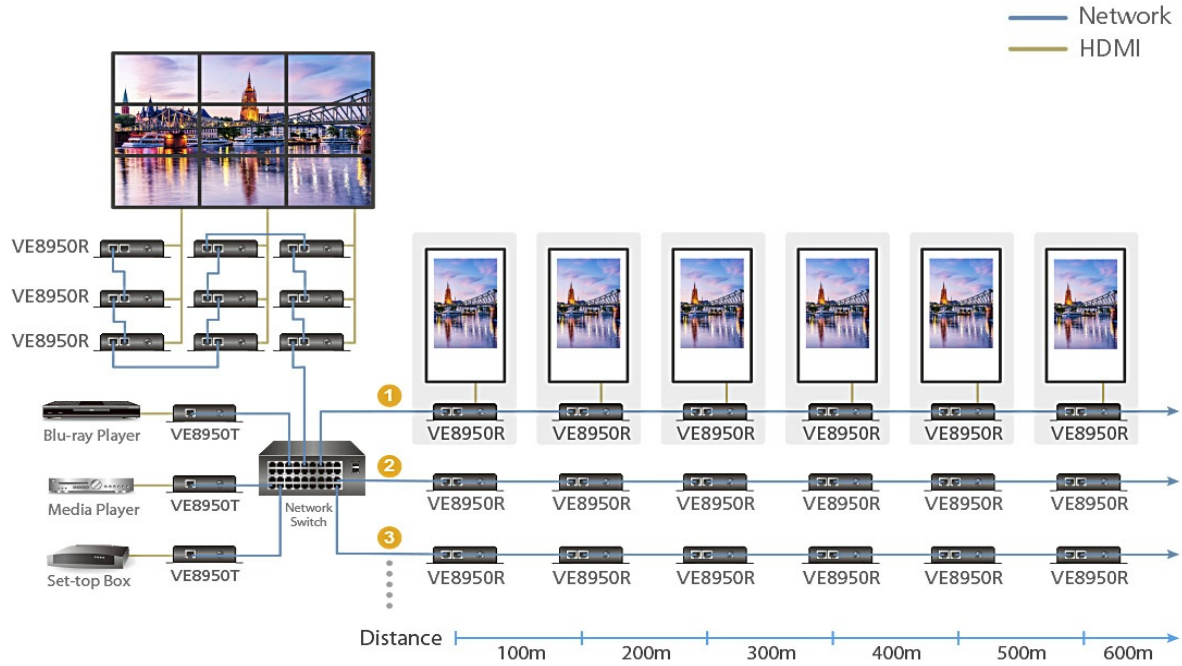 Network
HDMI
VE8950R
VE8950R
VE8950R
1
Blu-ray Player
VE8950T
VE8950R VE8950R VE8950R VE8950R VE8950R VE8950R
2
Media Player
VE8950T
Network
Switch
VE8950R VE8950R VE8950R VE8950R VE8950R VE8950R
3
Set-top Box
VE8950T
VE8950R VE8950R VE8950R VE8950R VE8950R VE8950R
Distance
100m 200m 300m 400m 500m 600m